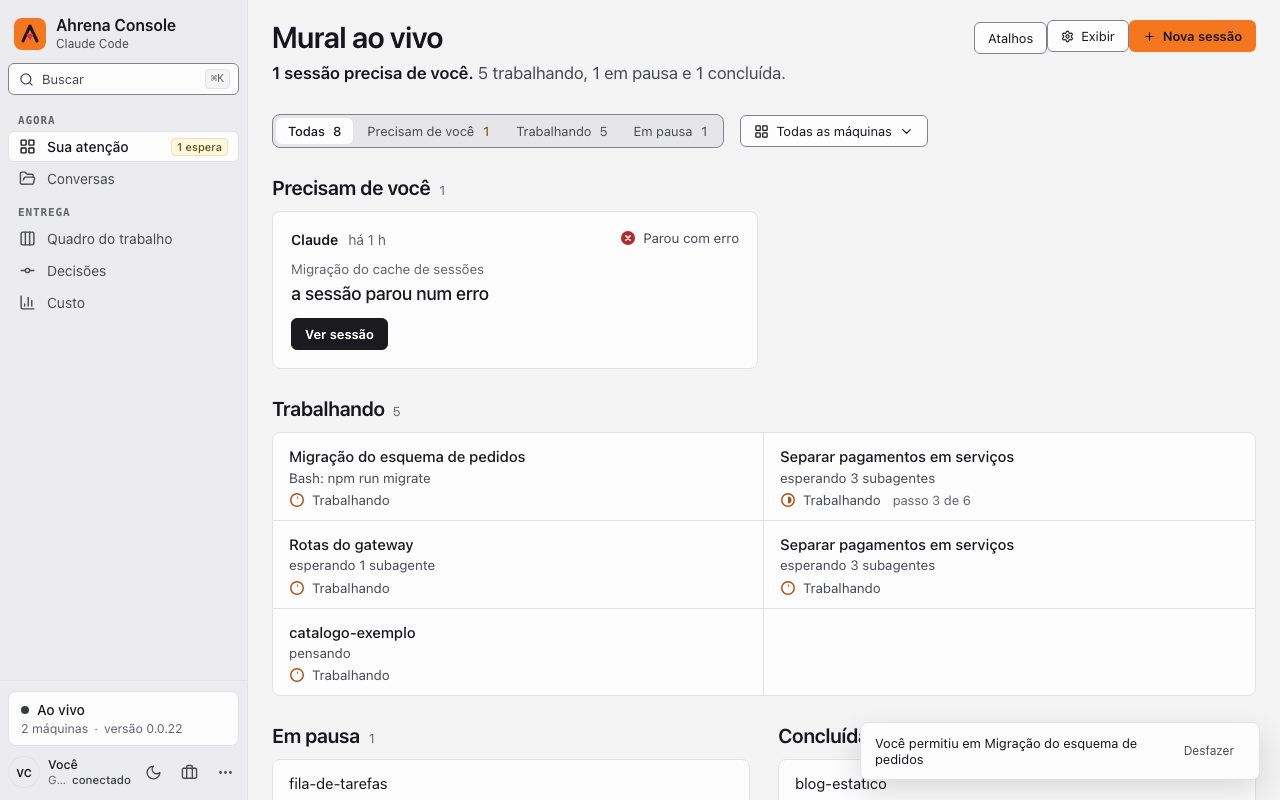 Ahrena Console
Claude Code
Buscar
⌘K
AGORA
Sua atenção
1 espera
Conversas
ENTREGA
Quadro do trabalho
Decisões
Custo
Ao vivo
2 máquinas · versão 0.0.22
VC
Você
G... conectado
Mural ao vivo
Atalhos
Exibir
+ Nova sessão
1 sessão precisa de você. 5 trabalhando, 1 em pausa e 1 concluída.
Todas 8
Precisam de você 1
Trabalhando 5
Em pausa 1
Todas as máquinas
Precisam de você 1
Claude há 1 h
Parou com erro
Migração do cache de sessões
a sessão parou num erro
Ver sessão
Trabalhando 5
Migração do esquema de pedidos
Bash: npm run migrate
Trabalhando
Separar pagamentos em serviços
esperando 3 subagentes
Trabalhando passo 3 de 6
Rotas do gateway
esperando 1 subagente
Trabalhando
Separar pagamentos em serviços
esperando 3 subagentes
Trabalhando
catalogo-exemplo
pensando
Trabalhando
Em pausa 1
fila-de-tarefas
blog-estatico
Você permitiu em Migração do esquema de
pedidos
Desfazer